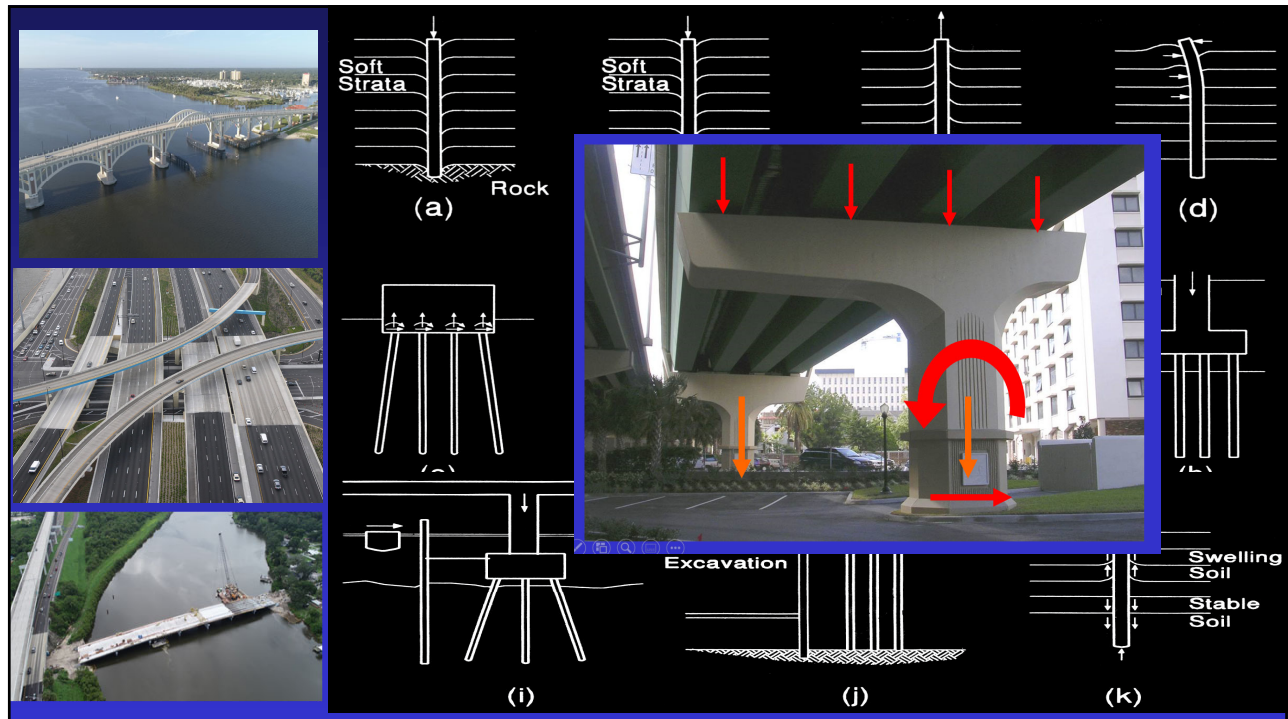 Soft
Strata
Rock
(a)
Soft
Strata
(d)
(i)
Excavation
(j)
Swelling
Soil
Stable
Soil
(k)